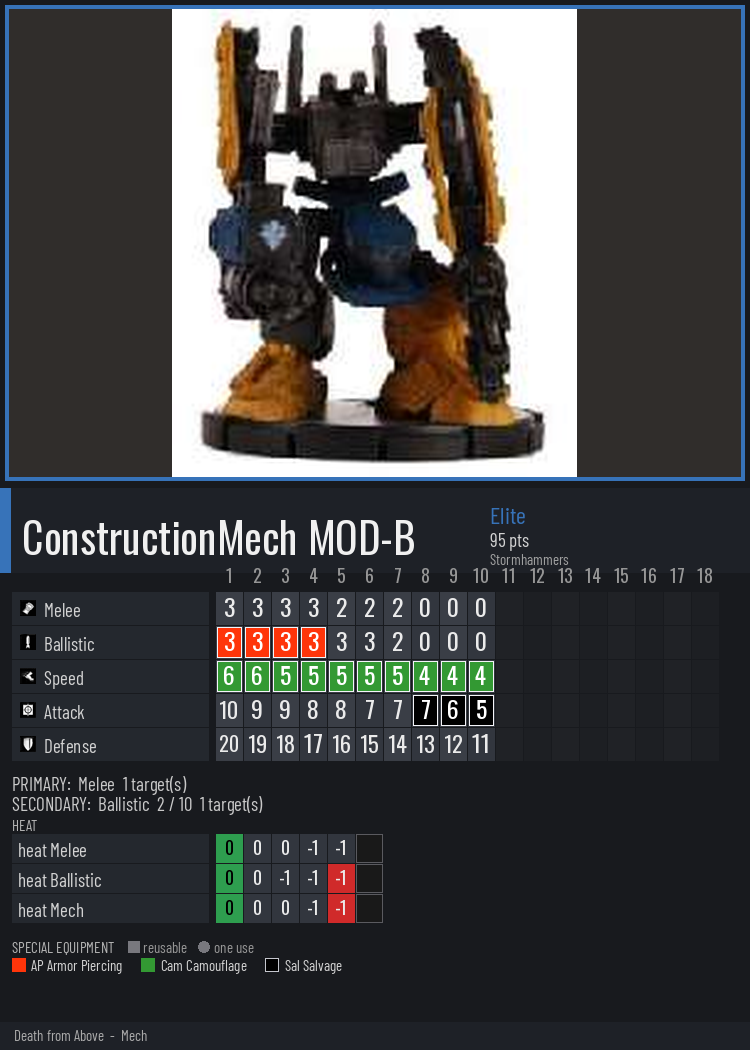 ConstructionMech MOD-B
Elite
95 pts
Stormhammers
1 2 3 4 5 6 7 8 9 10 11 12 13 14 15 16 17 18
Melee 3 3 3 3 2 2 2 0 0 0
Ballistic 3 3 3 3 3 3 2 0 0 0
Speed 6 6 5 5 5 5 5 4 4 4
Attack 10 9 9 8 8 7 7 7 6 5
Defense 20 19 18 17 16 15 14 13 12 11
PRIMARY: Melee 1 target(s)
SECONDARY: Ballistic 2 / 10 1 target(s)
HEAT
heat Melee 0 0 0 -1 -1
heat Ballistic 0 0 -1 -1 -1
heat Mech 0 0 0 -1 -1
SPECIAL EQUIPMENT reusable one use
AP Armor Piercing Cam Camouflage Sal Salvage
Death from Above - Mech